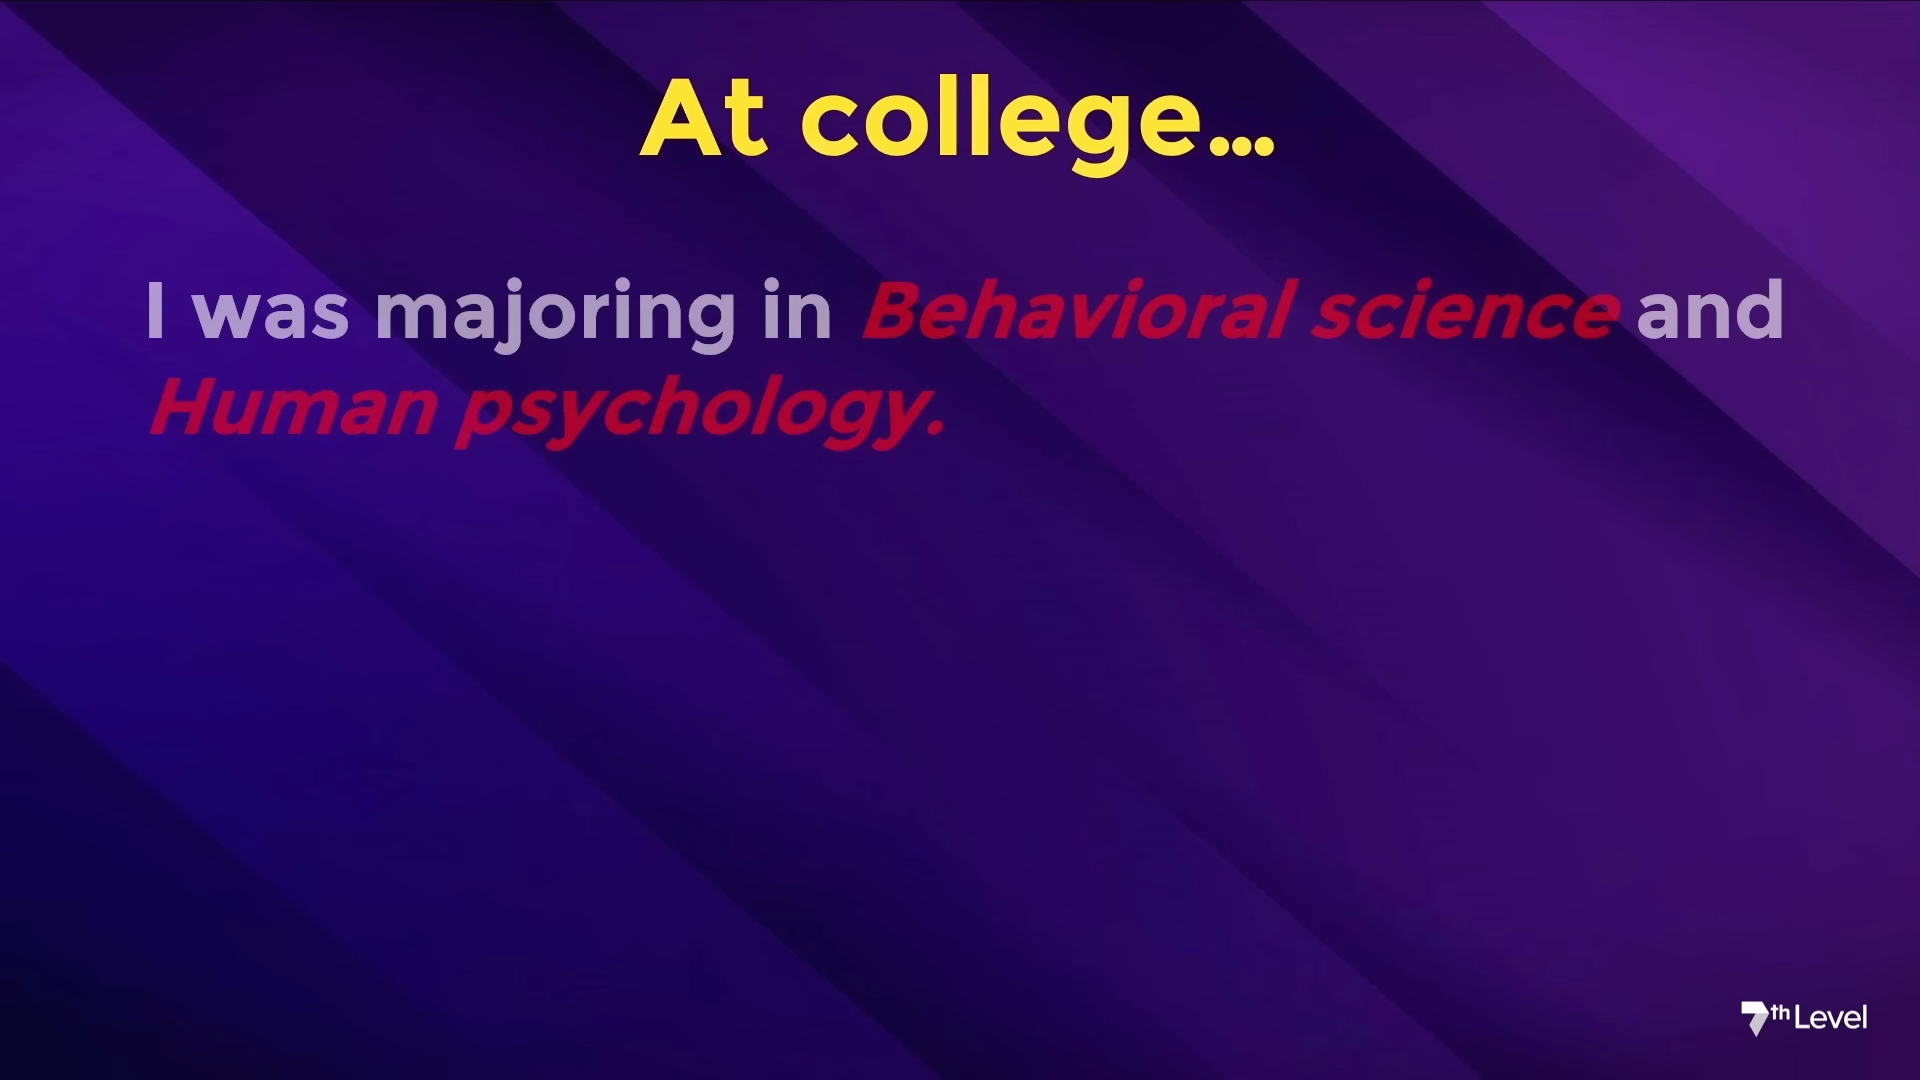 At college...
I was majoring in Behavioral science and
Human psychology.
7th Level